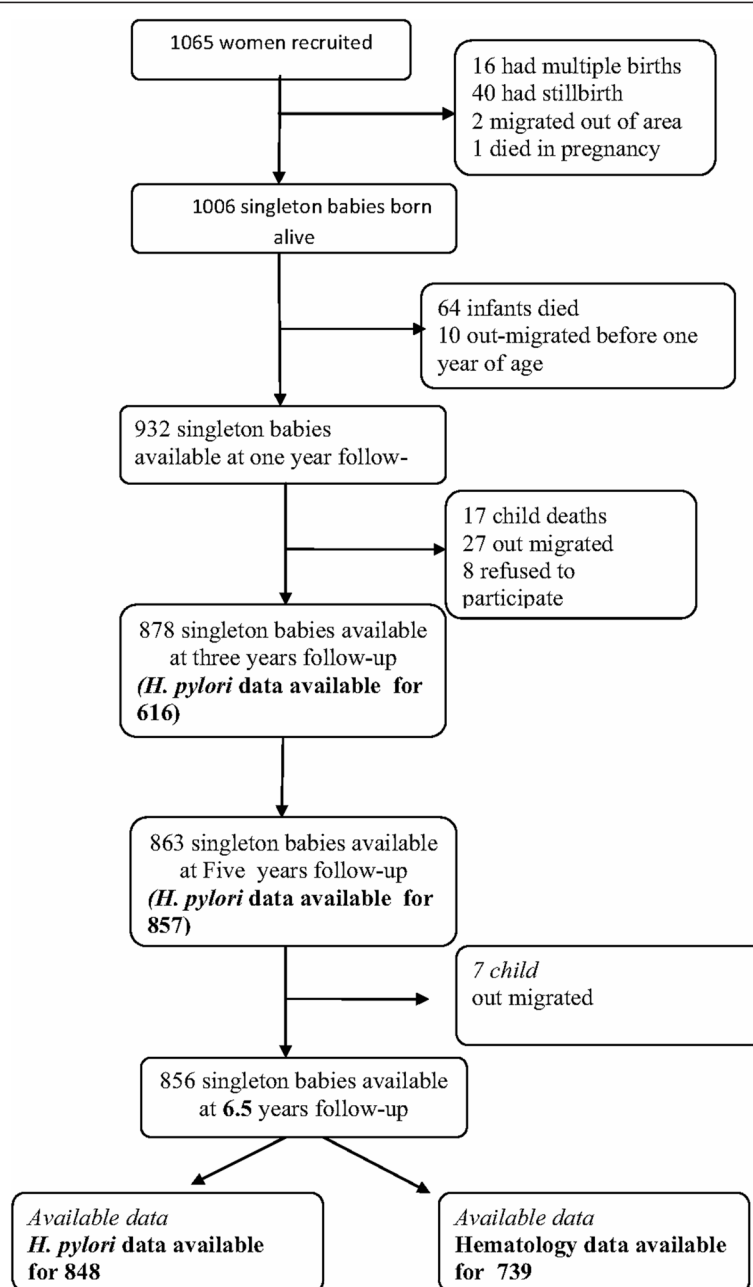 1065 women recruited
16 had multiple births
40 had stillbirth
2 migrated out of area
1 died in pregnancy
1006 singleton babies born
alive
64 infants died
10 out-migrated before one
year of age
932 singleton babies
available at one year follow-
17 child deaths
27 out migrated
8 refused to
participate
878 singleton babies available
at three years follow-up
(H. pylori data available for
616)
863 singleton babies available
at Five years follow-up
(H. pylori data available for
857)
7 child
out migrated
856 singleton babies available
at 6.5 years follow-up
Available data
H. pylori data available
for 848
Available data
Hematology data available
for 739